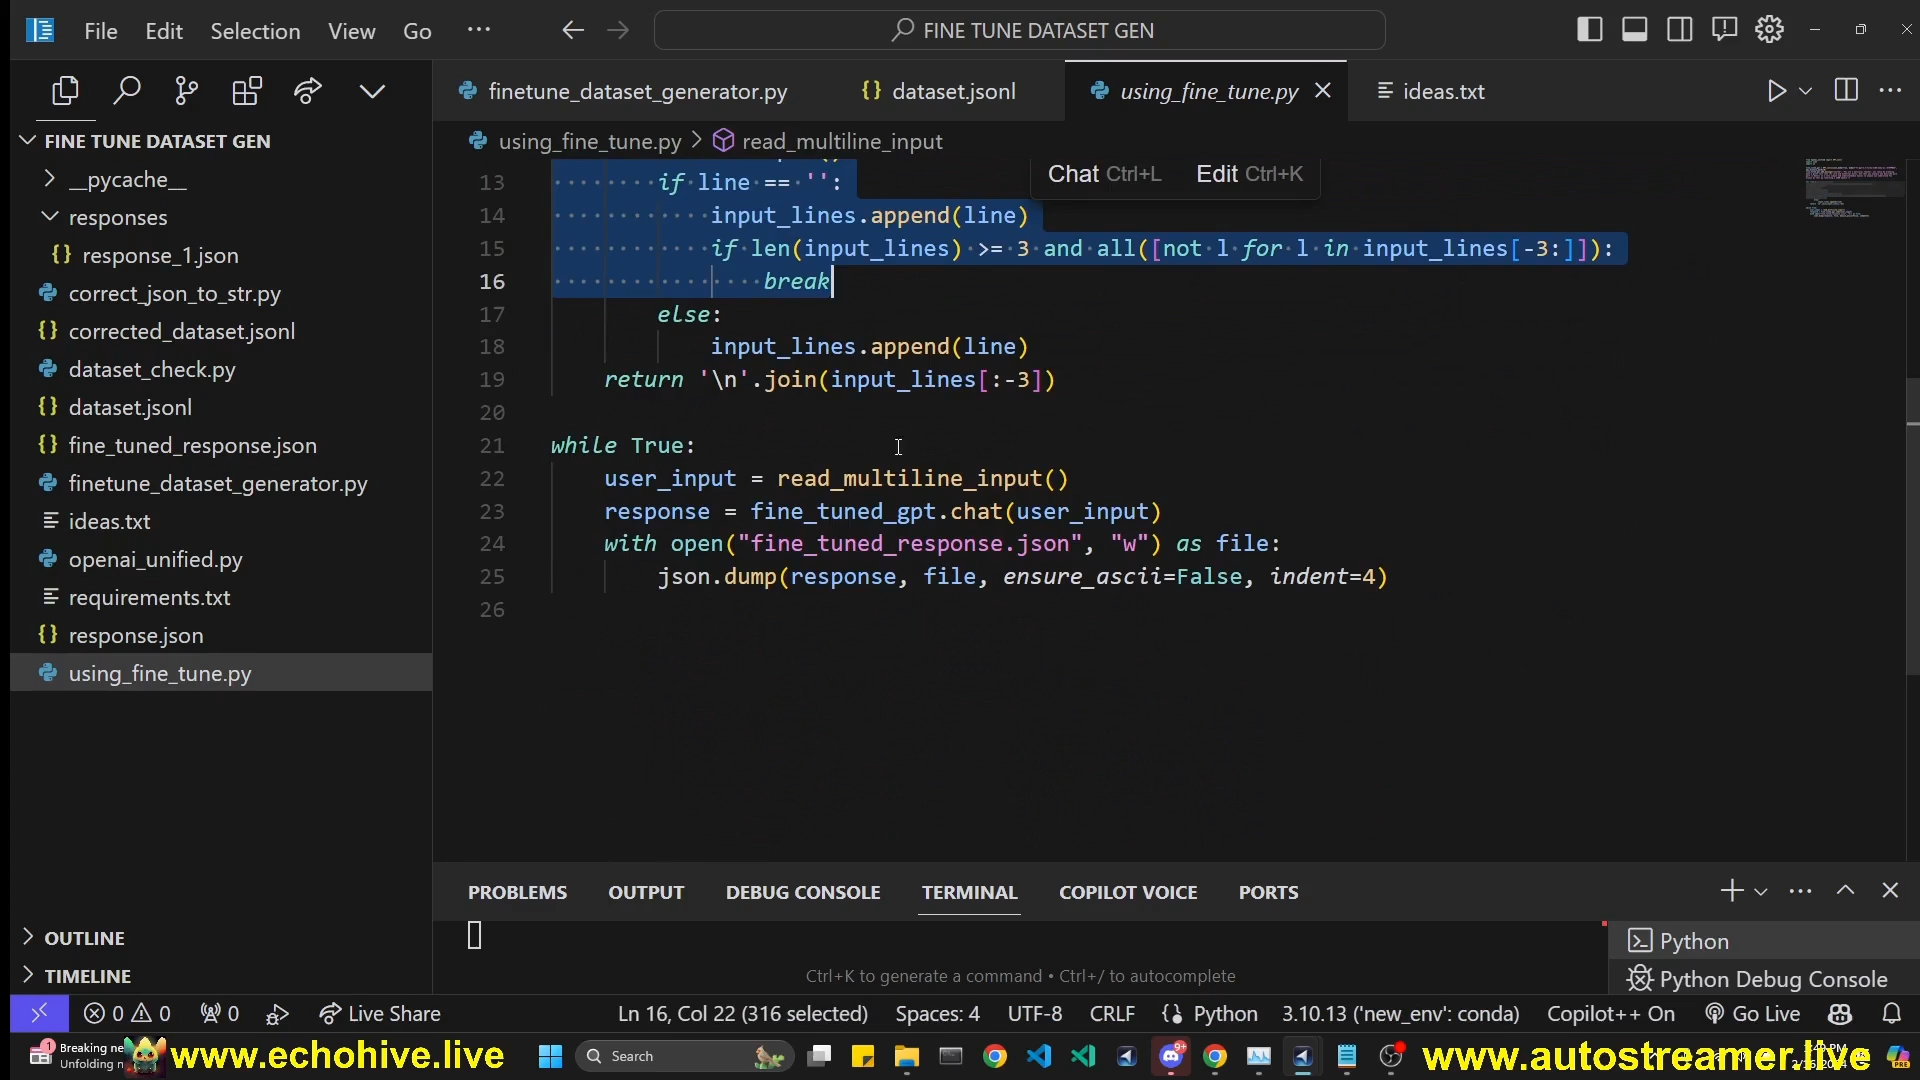 File Edit Selection View Go ··· FINE TUNE DATASET GEN
finetune_dataset_generator.py {} dataset.jsonl using_fine_tune.py ideas.txt
FINE TUNE DATASET GEN
__pycache__
responses
{} response_1.json
correct_json_to_str.py
{} corrected_dataset.jsonl
dataset_check.py
{} dataset.jsonl
{} fine_tuned_response.json
finetune_dataset_generator.py
ideas.txt
openai_unified.py
requirements.txt
{} response.json
using_fine_tune.py
OUTLINE
TIMELINE
using_fine_tune.py > read_multiline_input
Chat Ctrl+L Edit Ctrl+K
13 if line == '':
14 input_lines.append(line)
15 if len(input_lines) >= 3 and all([not l for l in input_lines[-3:]]):
16 break
17 else:
18 input_lines.append(line)
19 return '\n'.join(input_lines[:-3])
20
21 while True:
22 user_input = read_multiline_input()
23 response = fine_tuned_gpt.chat(user_input)
24 with open("fine_tuned_response.json", "w") as file:
25 json.dump(response, file, ensure_ascii=False, indent=4)
26
PROBLEMS OUTPUT DEBUG CONSOLE TERMINAL COPILOT VOICE PORTS
Python
Python Debug Console
Ctrl+K to generate a command • Ctrl+/ to autocomplete
0 0 0 Live Share Ln 16, Col 22 (316 selected) Spaces: 4 UTF-8 CRLF Python 3.10.13 ('new_env': conda) Copilot++ On Go Live
1 Breaking ne
Unfolding
www.echohive.live Search 9+ www.autostreamer.live PRE